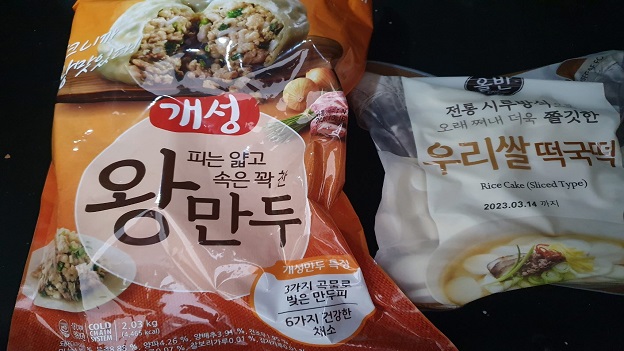 개성
피는 얇고
속은 꽉 찬
왕만두
개성만두 특징
3가지 곡물로
빚은 만두피
6가지 건강한
채소
COLD
CHAIN
SYSTEM
2.03 kg
올반
전통 시루방식으로
오래 쪄내 더욱 쫄깃한
우리쌀 떡국떡
Rice Cake (Sliced Type)
2023.03.14 까지